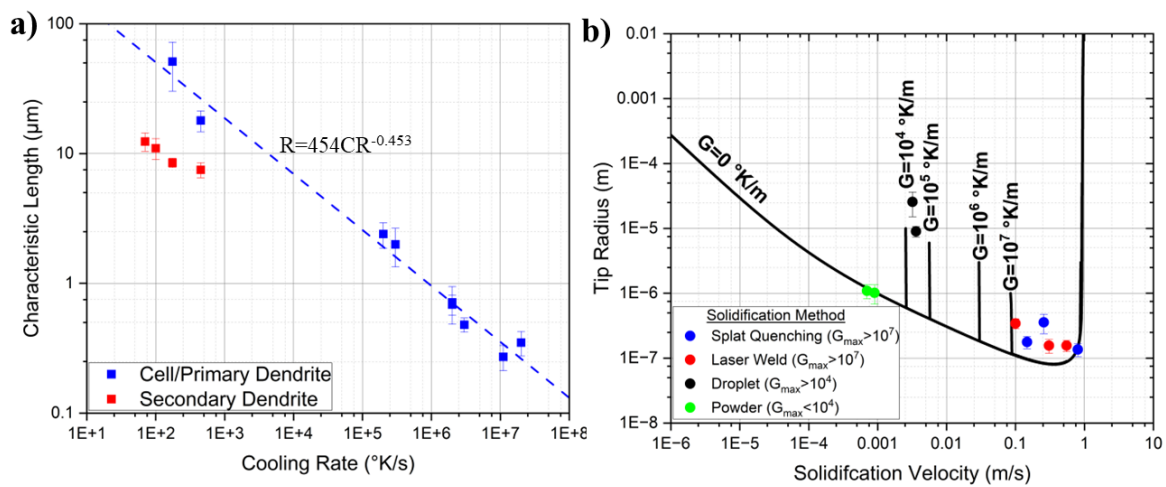 a)
Characteristic Length (µm)
100
10
1
0.1
R=454CR^-0.453
Cell/Primary Dendrite
Secondary Dendrite
1E+1 1E+2 1E+3 1E+4 1E+5 1E+6 1E+7 1E+8
Cooling Rate (°K/s)
b)
Tip Radius (m)
0.01
0.001
1E-4
1E-5
1E-6
1E-7
1E-8
G=0 °K/m
G=10^4 °K/m
G=10^5 °K/m
G=10^6 °K/m
G=10^7 °K/m
Solidification Method
Splat Quenching (Gmax>10^7)
Laser Weld (Gmax>10^7)
Droplet (Gmax>10^4)
Powder (Gmax<10^4)
1E-6 1E-5 1E-4 0.001 0.01 0.1 1 10
Solidifcation Velocity (m/s)